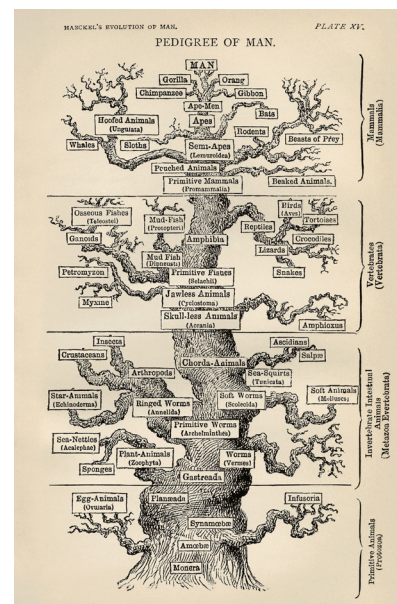 HAECKEL'S EVOLUTION OF MAN.
PLATE XV.
PEDIGREE OF MAN.
MAN
Gorilla
Orang
Chimpanzee
Gibbon
Ape-Men
Apes
Bats
Hoofed Animals
(Ungulata)
Rodents
Whales
Sloths
Semi-Apes
(Lemuroidea)
Beasts of Prey
Pouched Animals
Primitive Mammals
(Promammalia)
Beaked Animals.
Mammals
(Mammalia)
Osseous Fishes
(Teleostei)
Mud-Fish
(Protopteri)
Birds
(Aves)
Tortoises
Reptiles
Ganoids
Amphibia
Crocodiles
Lizards
Mud Fish
(Dipneusti)
Petromyzon
Primitive Fishes
(Selachii)
Snakes
Jawless Animals
(Cyclostoma)
Myxine
Skull-less Animals
(Acrania)
Amphioxus
Vertebrates
(Vertebrata)
Insects
Ascidians
Crustaceans
Chorda-Animals
Salpæ
Arthropods
Sea-Squirts
(Tunicata)
Star-Animals
(Echinoderma)
Ringed Worms
(Annelida)
Soft Worms
(Scolecida)
Soft Animals
(Mollusca)
Primitive Worms
(Archelminthes)
Sea-Nettles
(Acalephae)
Plant-Animals
(Zoophyta)
Worms
(Vermes)
Sponges
Gastreada
Invertebrate Intestinal
Animals
(Metazoa Evertebrata)
Egg-Animals
(Ovularia)
Planæada
Infusoria
Synamœbæ
Amœbæ
Monera
Primitive Animals
(Protozoa)